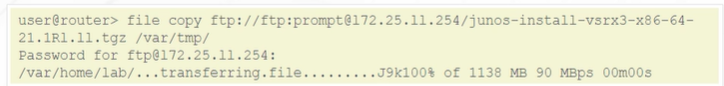 user@router> file copy ftp://ftp:prompt@172.25.11.254/junos-install-vsrx3-x86-64-
21.1R1.11.tgz /var/tmp/
Password for ftp@172.25.11.254:
/var/home/lab/...transferring.file.........J9k100% of 1138 MB 90 MBps 00m00s